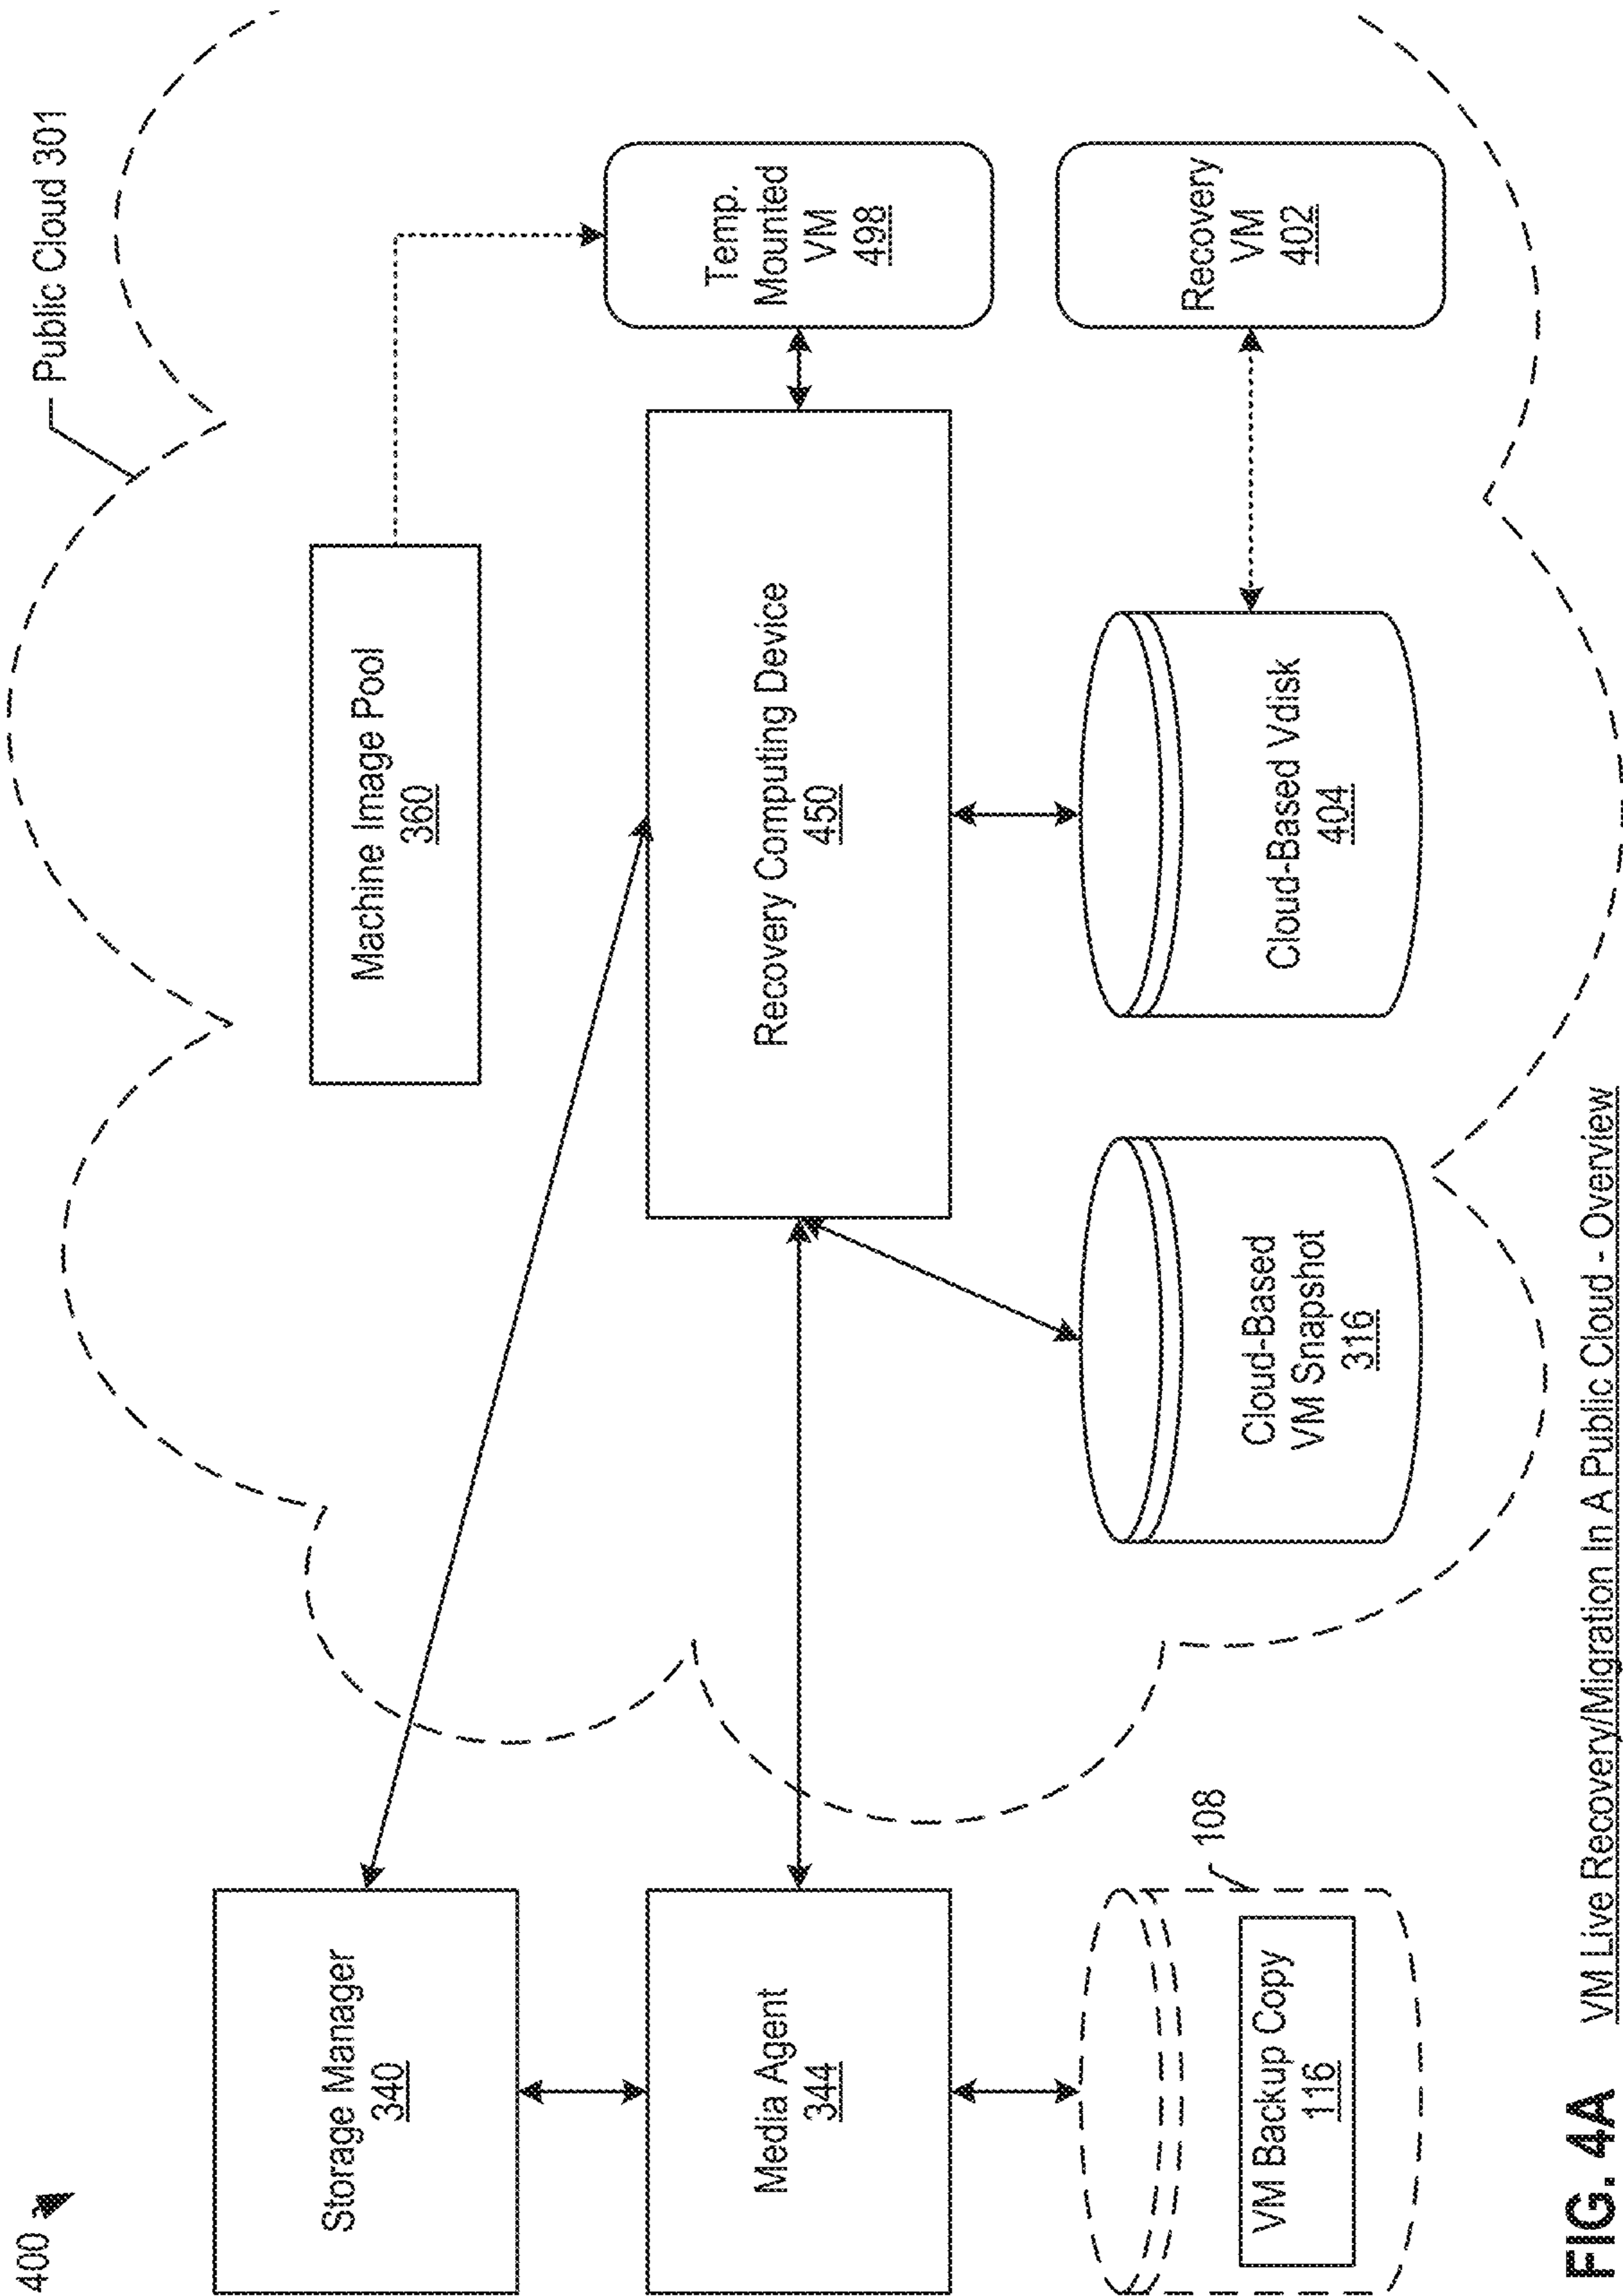 400
Public Cloud 301
Storage Manager
340
Machine Image Pool
360
Media Agent
344
Recovery Computing Device
450
Temp.
Mounted
VM
498
108
VM Backup Copy
116
Cloud-Based
VM Snapshot
316
Cloud-Based Vdisk
404
Recovery
VM
402
FIG. 4A VM Live Recovery/Migration In A Public Cloud - Overview